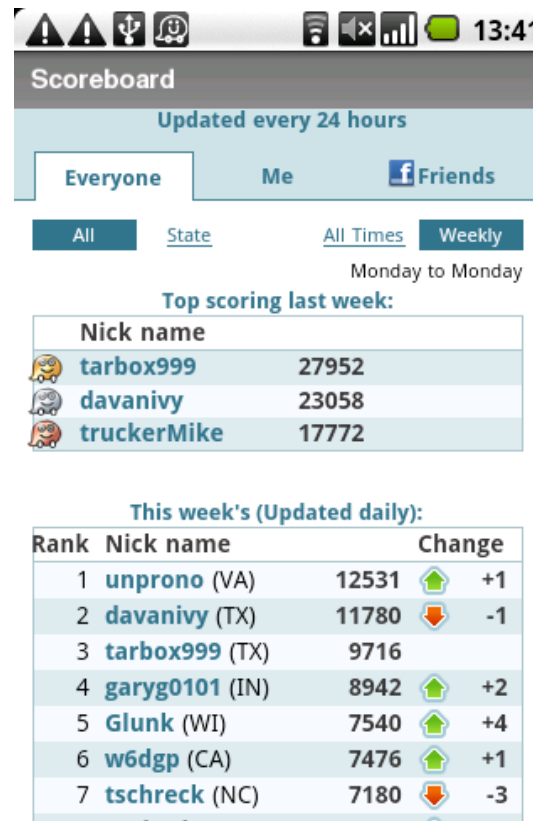 13:41
Scoreboard
Updated every 24 hours
Everyone Me Friends
All State All Times Weekly
Monday to Monday
Top scoring last week:
Nick name
tarbox999 27952
davanivy 23058
truckerMike 17772
This week's (Updated daily):
Rank Nick name Change
1 unprono (VA) 12531 +1
2 davanivy (TX) 11780 -1
3 tarbox999 (TX) 9716
4 garyg0101 (IN) 8942 +2
5 Glunk (WI) 7540 +4
6 w6dgp (CA) 7476 +1
7 tschreck (NC) 7180 -3